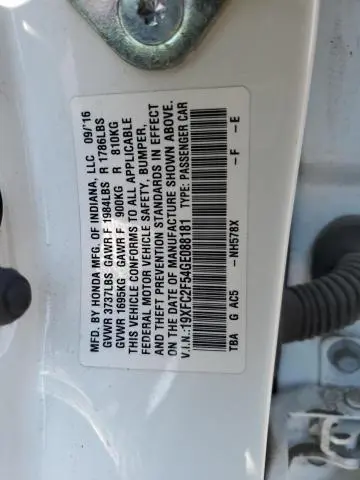 MFD. BY HONDA MFG. OF INDIANA, LLC 09/16
GVWR 3737LBS GAWR F 1984LBS R 1786LBS
GVWR 1695KG GAWR F 900KG R 810KG
THIS VEHICLE CONFORMS TO ALL APPLICABLE
FEDERAL MOTOR VEHICLE SAFETY, BUMPER,
AND THEFT PREVENTION STANDARDS IN EFFECT
ON THE DATE OF MANUFACTURE SHOWN ABOVE.
V.I.N.:19XFC2F54GE088181 TYPE: PASSENGER CAR
TBA G AC5 -NH578X -F -E